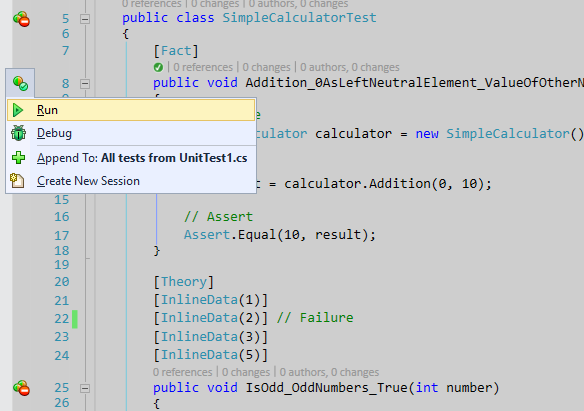 0 references | 0 changes | 0 authors, 0 changes
5 public class SimpleCalculatorTest
6 {
7 [Fact]
0 references | 0 changes | 0 authors, 0 changes
8 public void Addition_0AsLeftNeutralElement_ValueOfOtherN
Run
Debug
calculator = new SimpleCalculator()
Append To: All tests from UnitTest1.cs
Create New Session
= calculator.Addition(0, 10);
15
16 // Assert
17 Assert.Equal(10, result);
18 }
19
20 [Theory]
21 [InlineData(1)]
22 [InlineData(2)] // Failure
23 [InlineData(3)]
24 [InlineData(5)]
0 references | 0 changes | 0 authors, 0 changes
25 public void IsOdd_OddNumbers_True(int number)
26 {